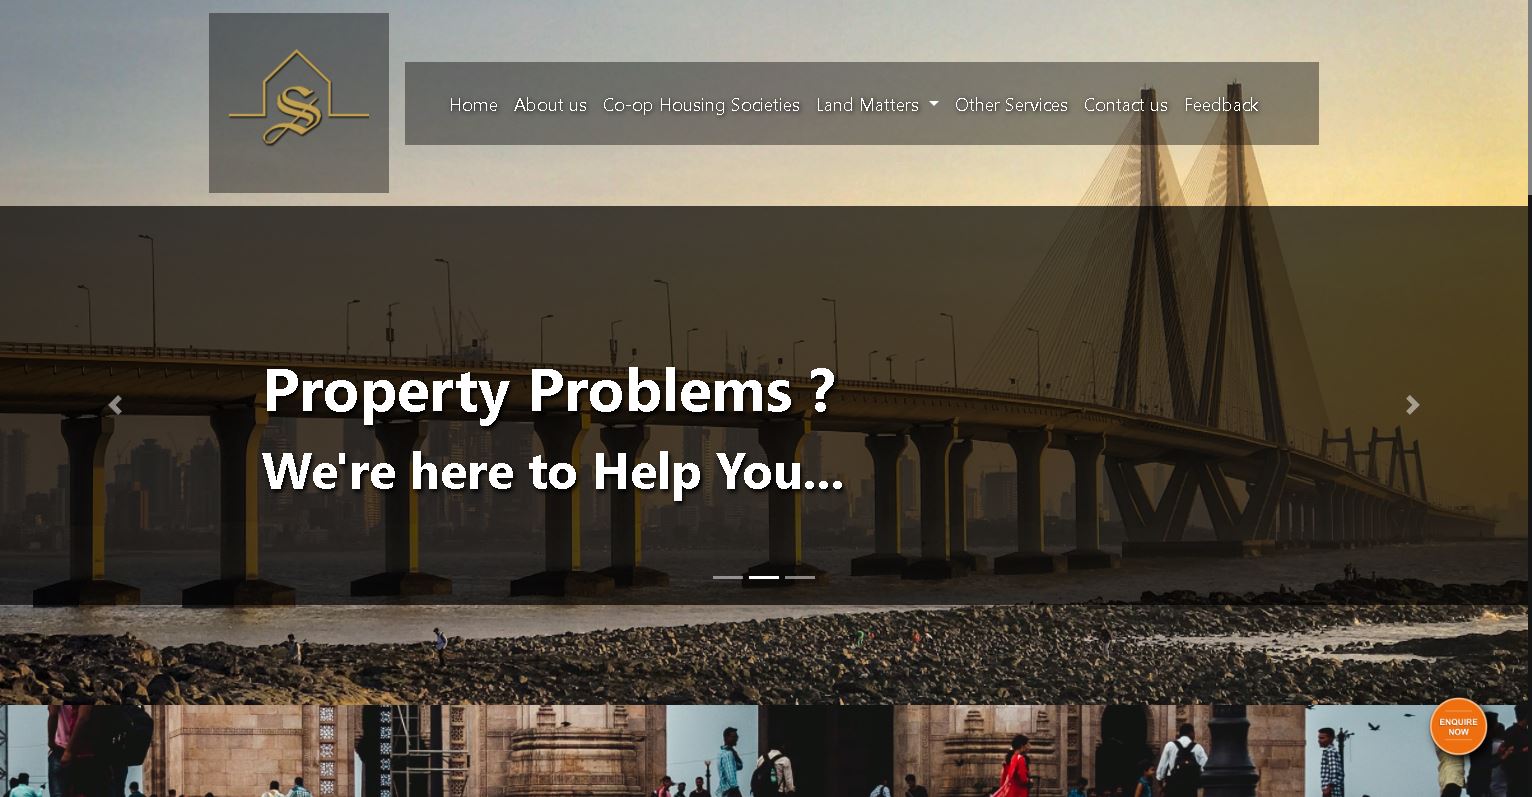 S
Home About us Co-op Housing Societies Land Matters Other Services Contact us Feedback
Property Problems ?
We're here to Help You...
ENQUIRE
NOW